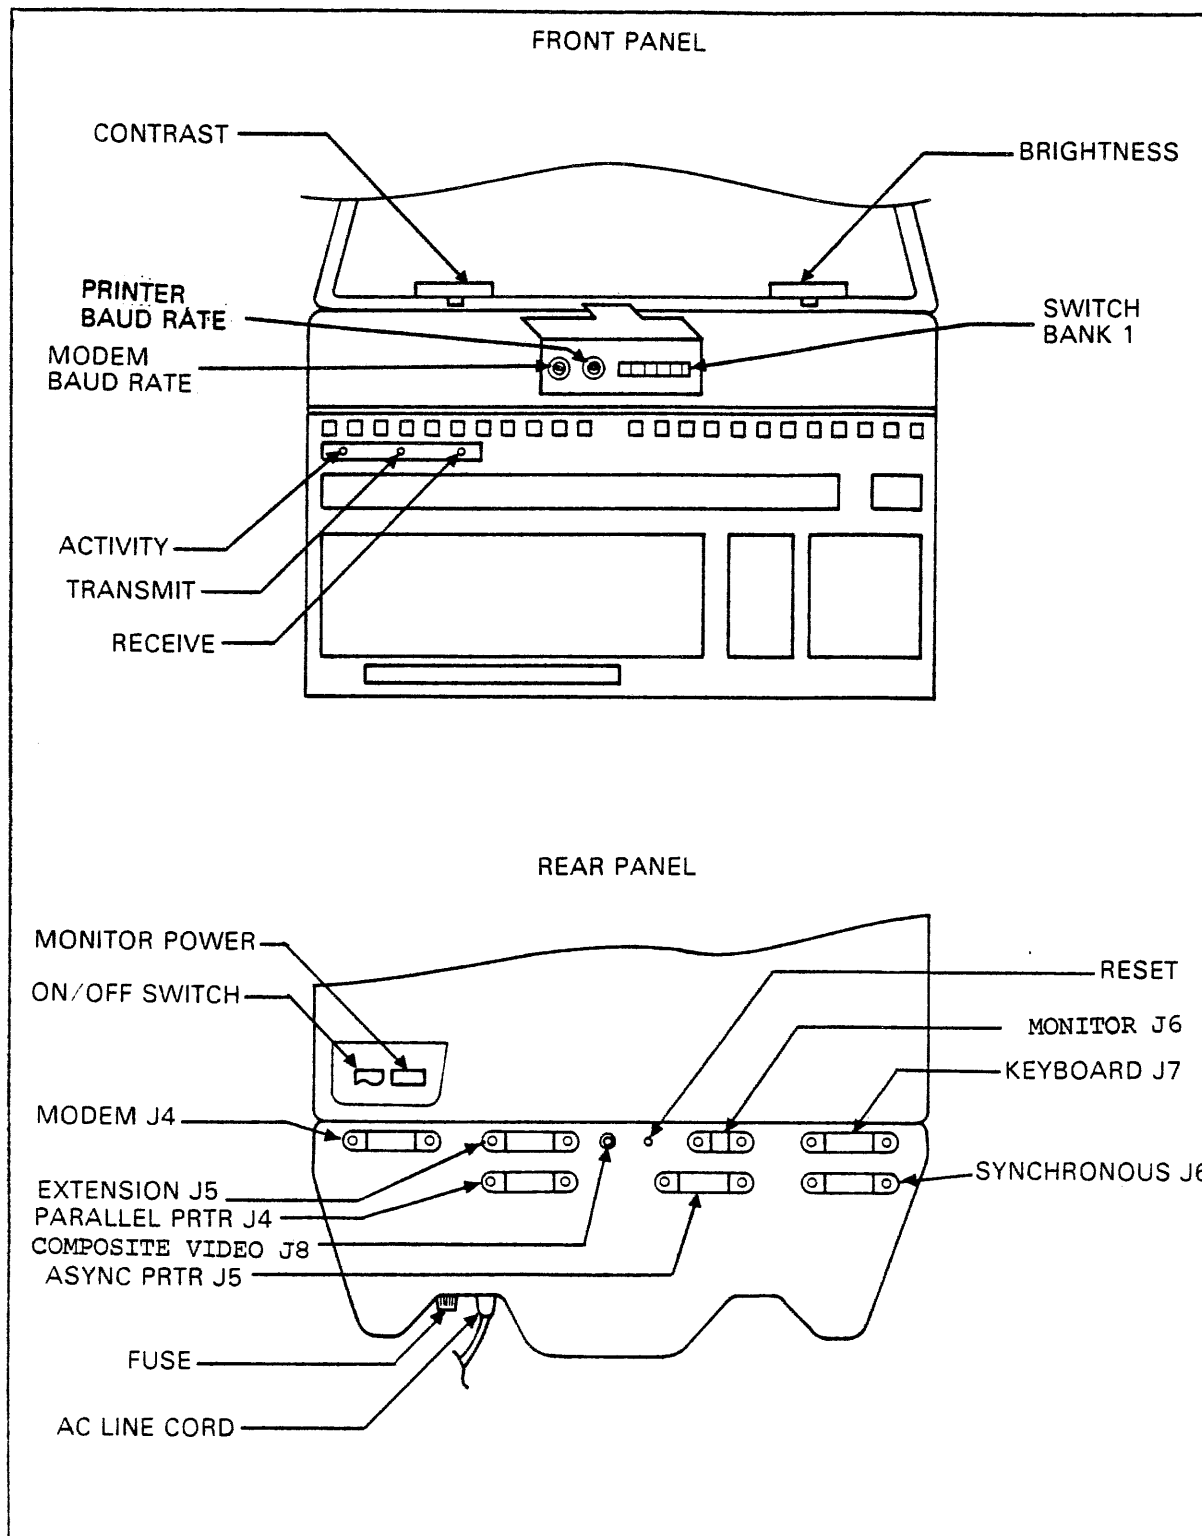 FRONT PANEL
CONTRAST
BRIGHTNESS
PRINTER
BAUD RATE
SWITCH
BANK 1
MODEM
BAUD RATE
ACTIVITY
TRANSMIT
RECEIVE
REAR PANEL
MONITOR POWER
RESET
ON/OFF SWITCH
MONITOR J6
KEYBOARD J7
MODEM J4
SYNCHRONOUS J6
EXTENSION J5
PARALLEL PRTR J4
COMPOSITE VIDEO J8
ASYNC PRTR J5
FUSE
AC LINE CORD